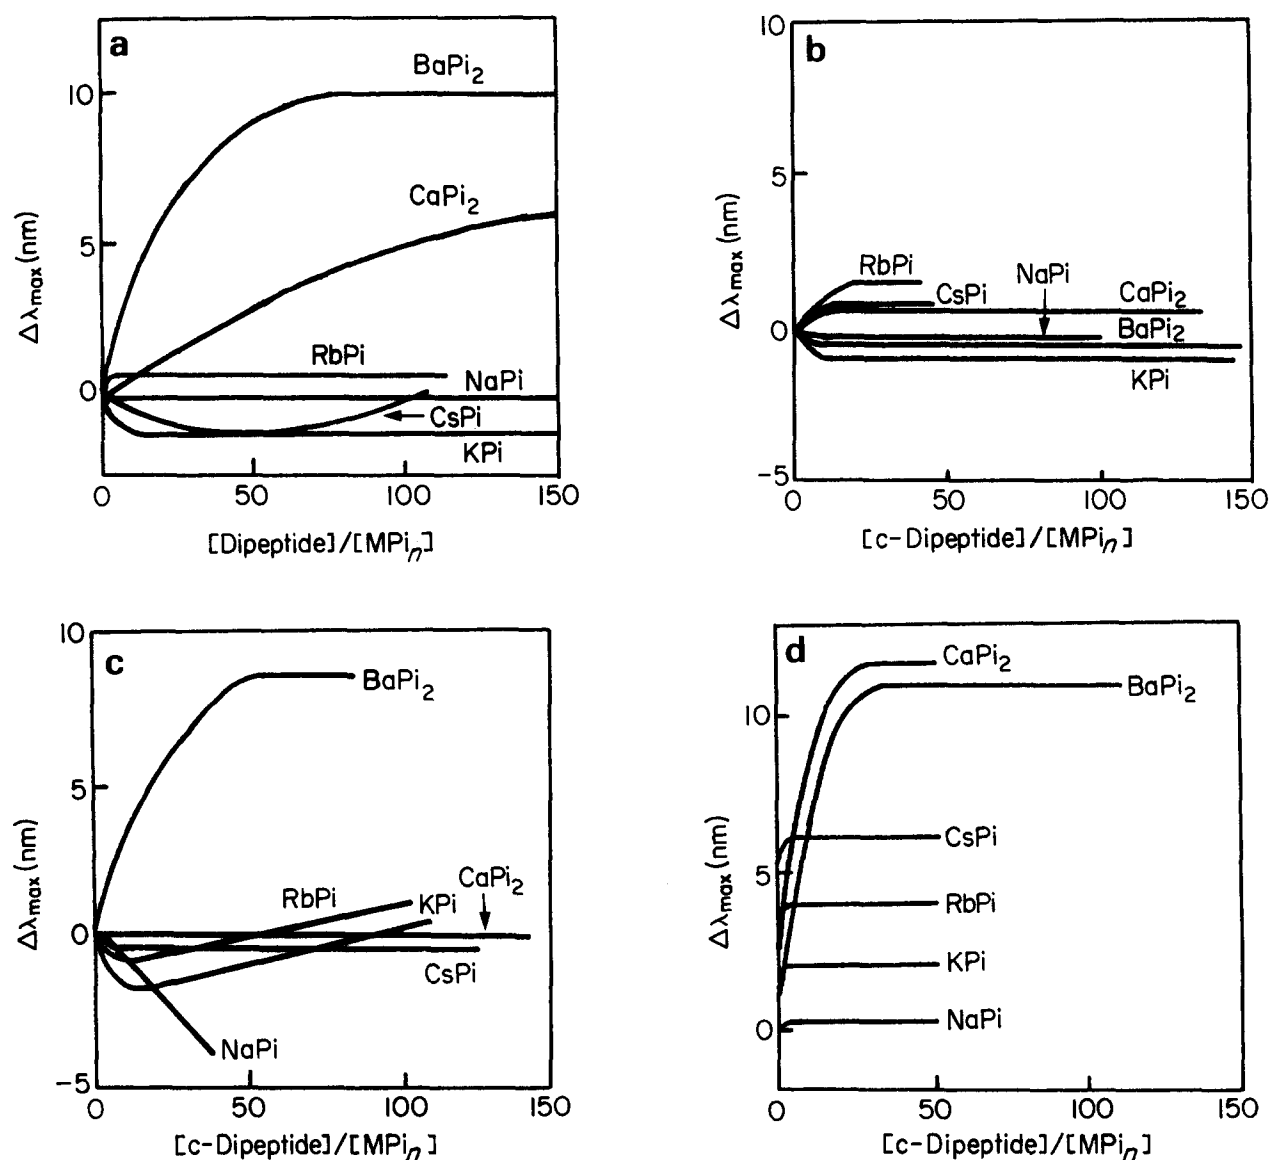 a
BaPi2
10
CaPi2
5
Δλmax (nm)
RbPi
0
NaPi
CsPi
KPi
0 50 100 150
[Dipeptide]/[MPin]
b
10
5
Δλmax (nm)
RbPi
NaPi
CsPi
CaPi2
0
BaPi2
KPi
-5
0 50 100 150
[c-Dipeptide]/[MPin]
c
10
BaPi2
5
Δλmax (nm)
CaPi2
RbPi
KPi
0
CsPi
NaPi
-5
0 50 100 150
[c-Dipeptide]/[MPin]
d
CaPi2
BaPi2
10
CsPi
5
Δλmax (nm)
RbPi
KPi
NaPi
0
0 50 100 150
[c-Dipeptide]/[MPin]